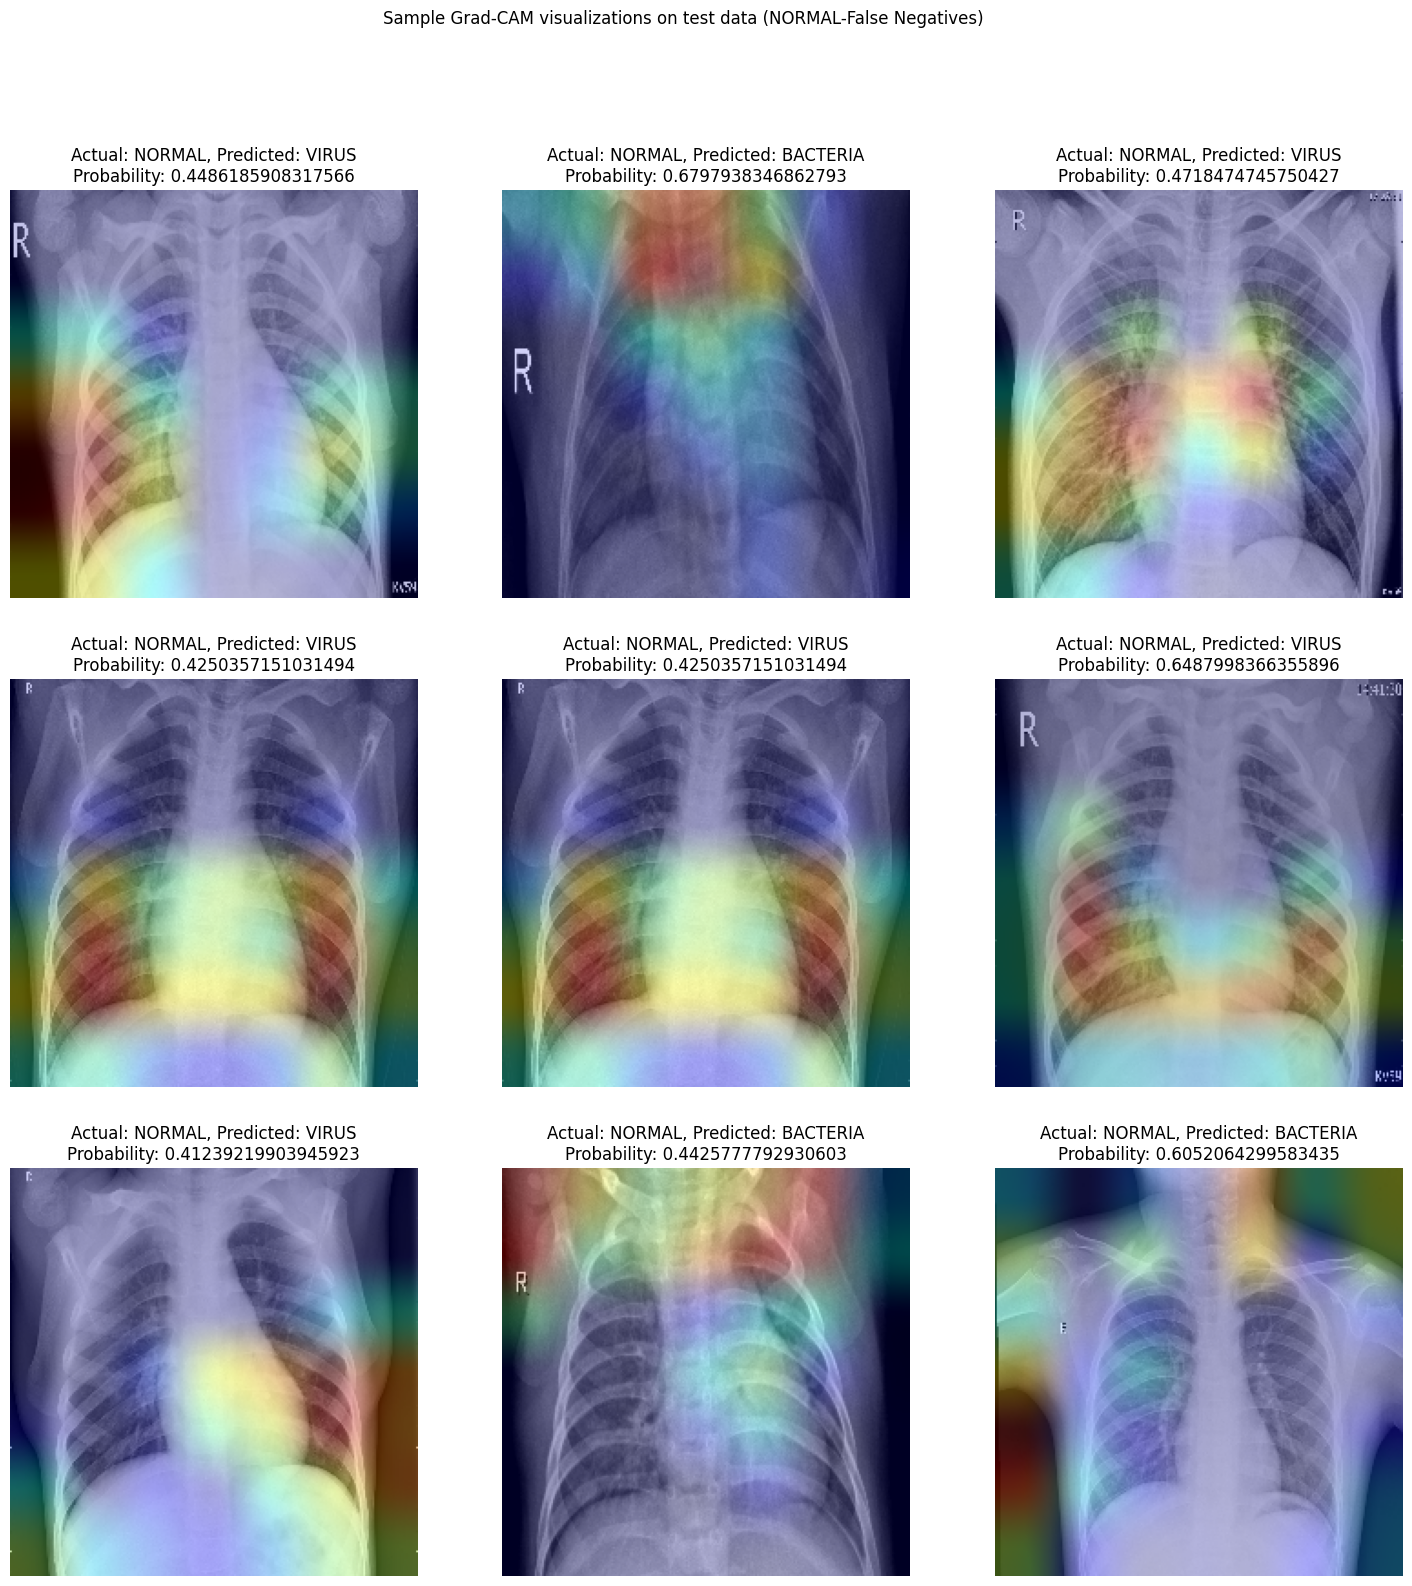 Sample Grad-CAM visualizations on test data (NORMAL-False Negatives)
Actual: NORMAL, Predicted: VIRUS
Probability: 0.4486185908317566
R
KV54
Actual: NORMAL, Predicted: BACTERIA
Probability: 0.6797938346862793
R
Actual: NORMAL, Predicted: VIRUS
Probability: 0.4718474745750427
R
Actual: NORMAL, Predicted: VIRUS
Probability: 0.4250357151031494
R
Actual: NORMAL, Predicted: VIRUS
Probability: 0.4250357151031494
R
Actual: NORMAL, Predicted: VIRUS
Probability: 0.6487998366355896
R
Actual: NORMAL, Predicted: VIRUS
Probability: 0.41239219903945923
R
Actual: NORMAL, Predicted: BACTERIA
Probability: 0.4425777792930603
R
Actual: NORMAL, Predicted: BACTERIA
Probability: 0.6052064299583435